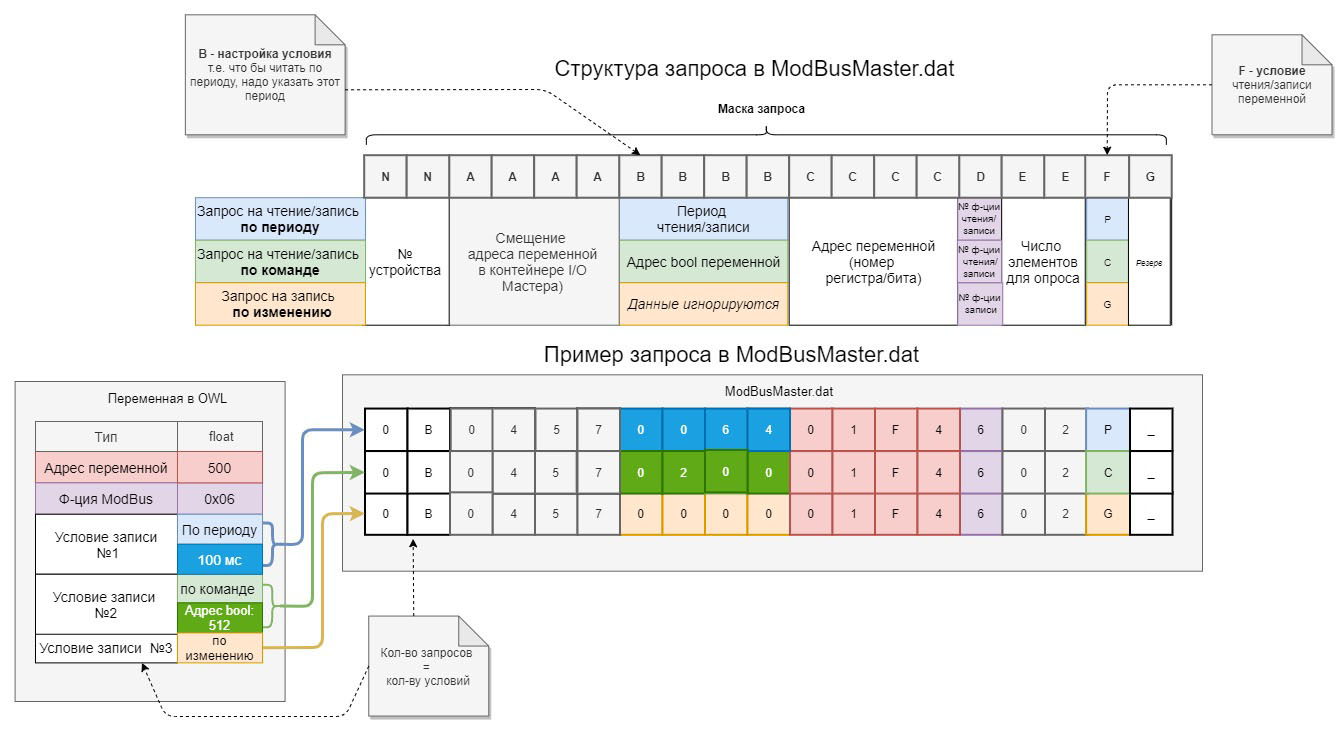 B - настройка условия
т.е. что бы читать по
периоду, надо указать этот
период
Структура запроса в ModBusMaster.dat
F - условие
чтения/записи
переменной
Маска запроса
N N A A A A B B B B C C C C D E E F G
Запрос на чтение/запись
по периоду
Запрос на чтение/запись
по команде
Запрос на запись
по изменению
№
устройства
Смещение
адреса переменной
в контейнере I/O
Мастера)
Период
чтения/записи
Адрес bool переменной
Данные игнорируются
Адрес переменной
(номер
регистра/бита)
№ ф-ции
чтения/
записи
№ ф-ции
чтения/
записи
№ ф-ции
записи
Число
элементов
для опроса
P
C
G
Резерв
Пример запроса в ModBusMaster.dat
Переменная в OWL
Тип float
Адрес переменной 500
Ф-ция ModBus 0x06
Условие записи
№1
По периоду
100 мс
Условие записи
№2
по команде
Адрес bool:
512
Условие записи №3
по
изменению
ModBusMaster.dat
0 B 0 4 5 7 0 0 6 4 0 1 F 4 6 0 2 P _
0 B 0 4 5 7 0 2 0 0 0 1 F 4 6 0 2 C _
0 B 0 4 5 7 0 0 0 0 0 1 F 4 6 0 2 G _
Кол-во запросов
=
кол-ву условий